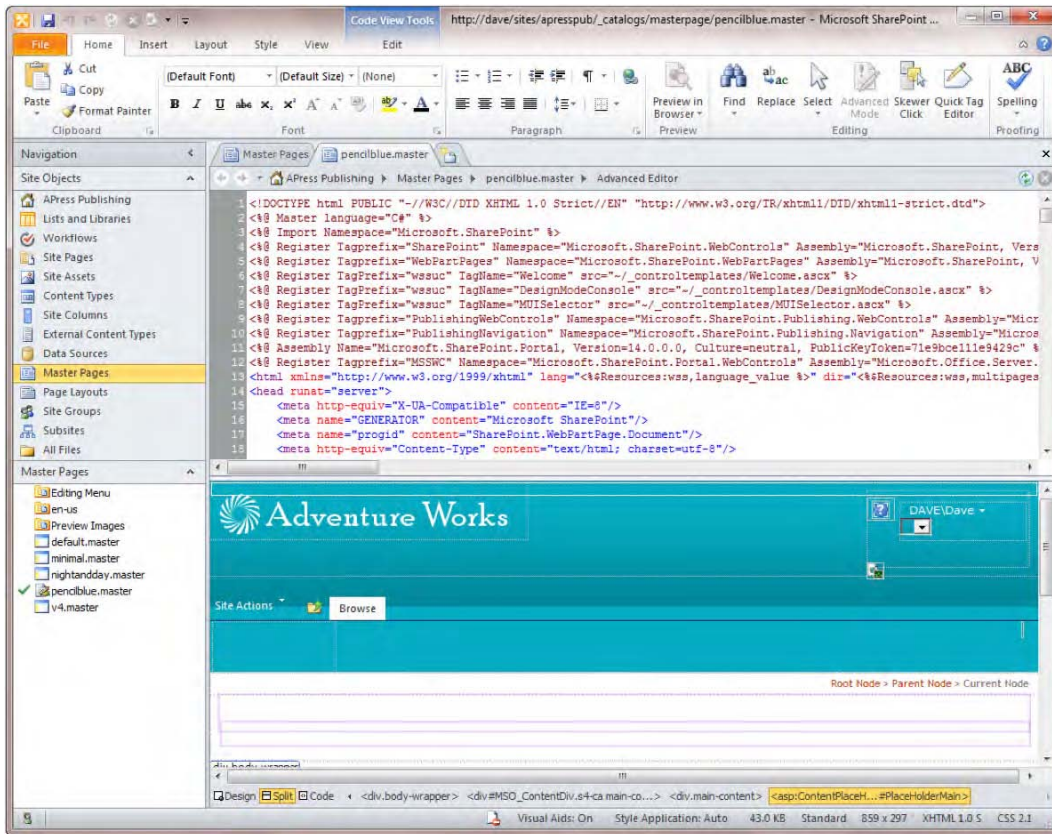 Code View Tools
http://dave/sites/apresspub/_catalogs/masterpage/pencilblue.master - Microsoft SharePoint ...
File Home Insert Layout Style View Edit
Cut
Copy
Format Painter
Paste
Clipboard
(Default Font) (Default Size) (None)
B I U abc X, X² A A A
Font
Paragraph
Preview in Browser
Preview
Find Replace Select Advanced Mode Skewer Click Quick Tag Editor
Editing
ABC
Spelling
Proofing
Navigation
Site Objects
APress Publishing
Lists and Libraries
Workflows
Site Pages
Site Assets
Content Types
Site Columns
External Content Types
Data Sources
Master Pages
Page Layouts
Site Groups
Subsites
All Files
Master Pages
Editing Menu
en-us
Preview Images
default.master
minimal.master
nightandday.master
pencilblue.master
v4.master
Master Pages pencilblue.master
APress Publishing Master Pages pencilblue.master Advanced Editor
1 <!DOCTYPE html PUBLIC "-//W3C//DTD XHTML 1.0 Strict//EN" "http://www.w3.org/TR/xhtml1/DTD/xhtml1-strict.dtd">
2 <%@ Master language="C#" %>
3 <%@ Import Namespace="Microsoft.SharePoint" %>
4 <%@ Register Tagprefix="SharePoint" Namespace="Microsoft.SharePoint.WebControls" Assembly="Microsoft.SharePoint, Vers
5 <%@ Register Tagprefix="WebPartPages" Namespace="Microsoft.SharePoint.WebPartPages" Assembly="Microsoft.SharePoint, V
6 <%@ Register TagPrefix="wssuc" TagName="Welcome" src="~/_controltemplates/Welcome.ascx" %>
7 <%@ Register TagPrefix="wssuc" TagName="DesignModeConsole" src="~/_controltemplates/DesignModeConsole.ascx" %>
8 <%@ Register TagPrefix="wssuc" TagName="MUISelector" src="~/_controltemplates/MUISelector.ascx" %>
9 <%@ Register Tagprefix="PublishingWebControls" Namespace="Microsoft.SharePoint.Publishing.WebControls" Assembly="Micr
10 <%@ Register Tagprefix="PublishingNavigation" Namespace="Microsoft.SharePoint.Publishing.Navigation" Assembly="Micros
11 <%@ Assembly Name="Microsoft.SharePoint.Portal, Version=14.0.0.0, Culture=neutral, PublicKeyToken=71e9bce111e9429c" %
12 <%@ Register Tagprefix="MSSWC" Namespace="Microsoft.SharePoint.Portal.WebControls" Assembly="Microsoft.Office.Server.
13 <html xmlns="http://www.w3.org/1999/xhtml" lang="<%$Resources:wss,language_value %>" dir="<%$Resources:wss,multipages
14 <head runat="server">
15 <meta http-equiv="X-UA-Compatible" content="IE=8"/>
16 <meta name="GENERATOR" content="Microsoft SharePoint"/>
17 <meta name="progid" content="SharePoint.WebPartPage.Document"/>
18 <meta http-equiv="Content-Type" content="text/html; charset=utf-8"/>
Adventure Works
DAVE\Dave
Site Actions Browse
Root Node > Parent Node > Current Node
Design Split Code <div.body-wrapper> <div#MSO_ContentDiv.s4-ca.main-co...> <div.main-content> <asp:ContentPlaceH...#PlaceHolderMain>
Visual Aids: On Style Application: Auto 43.0 KB Standard 859 x 297 XHTML 1.0 S CSS 2.1